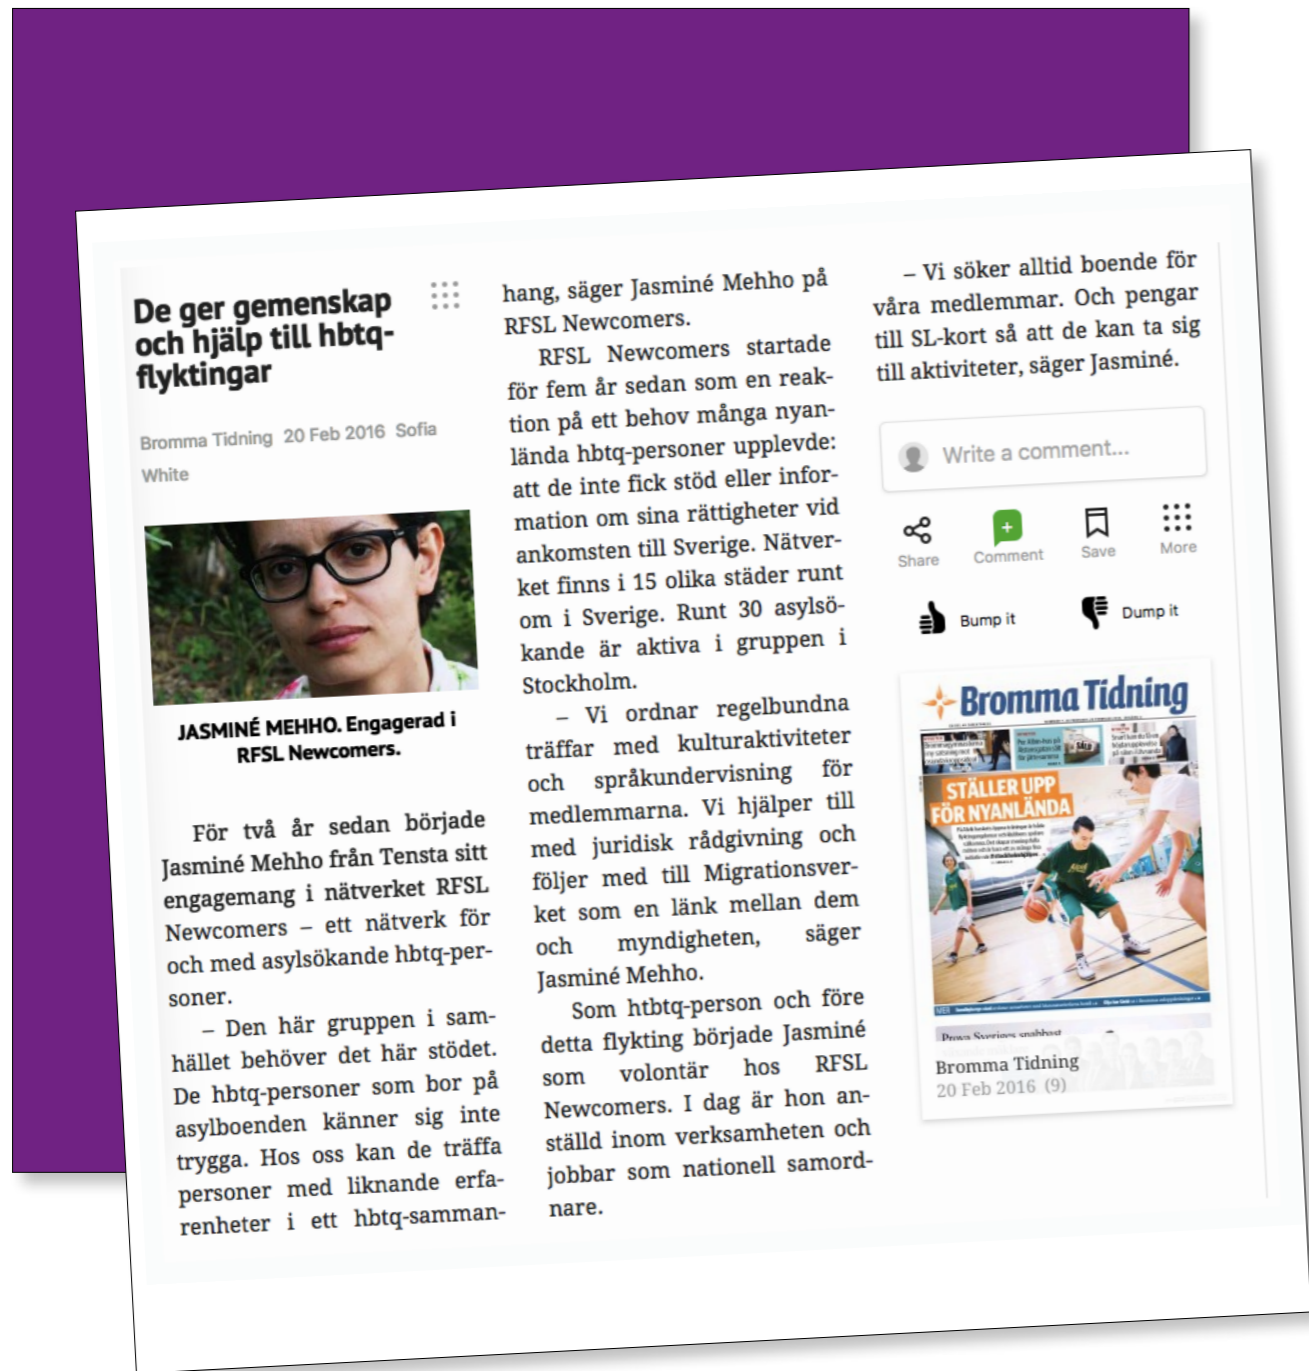 De ger gemenskap
och hjälp till hbtq-
flyktingar
Bromma Tidning 20 Feb 2016 Sofia
White
JASMINÉ MEHHO. Engagerad i
RFSL Newcomers.
För två år sedan började
Jasminé Mehho från Tensta sitt
engagemang i nätverket RFSL
Newcomers – ett nätverk för
och med asylsökande hbtq-per-
soner.
– Den här gruppen i sam-
hället behöver det här stödet.
De hbtq-personer som bor på
asylboenden känner sig inte
trygga. Hos oss kan de träffa
personer med liknande erfa-
renheter i ett hbtq-samman-
hang, säger Jasminé Mehho på
RFSL Newcomers.
RFSL Newcomers startade
för fem år sedan som en reak-
tion på ett behov många nyan-
lända hbtq-personer upplevde:
att de inte fick stöd eller infor-
mation om sina rättigheter vid
ankomsten till Sverige. Nätver-
ket finns i 15 olika städer runt
om i Sverige. Runt 30 asylsö-
kande är aktiva i gruppen i
Stockholm.
– Vi ordnar regelbundna
träffar med kulturaktiviteter
och språkundervisning för
medlemmarna. Vi hjälper till
med juridisk rådgivning och
följer med till Migrationsver-
ket som en länk mellan dem
och myndigheten, säger
Jasminé Mehho.
Som htbtq-person och före
detta flykting började Jasminé
som volontär hos RFSL
Newcomers. I dag är hon an-
ställd inom verksamheten och
jobbar som nationell samord-
nare.
– Vi söker alltid boende för
våra medlemmar. Och pengar
till SL-kort så att de kan ta sig
till aktiviteter, säger Jasminé.
Write a comment...
Share Comment Save More
Bump it Dump it
Bromma Tidning
STÄLLER UPP
FÖR NYANLÄNDA
MER
Prova Sveriges snabbast
Bromma Tidning
20 Feb 2016 (9)